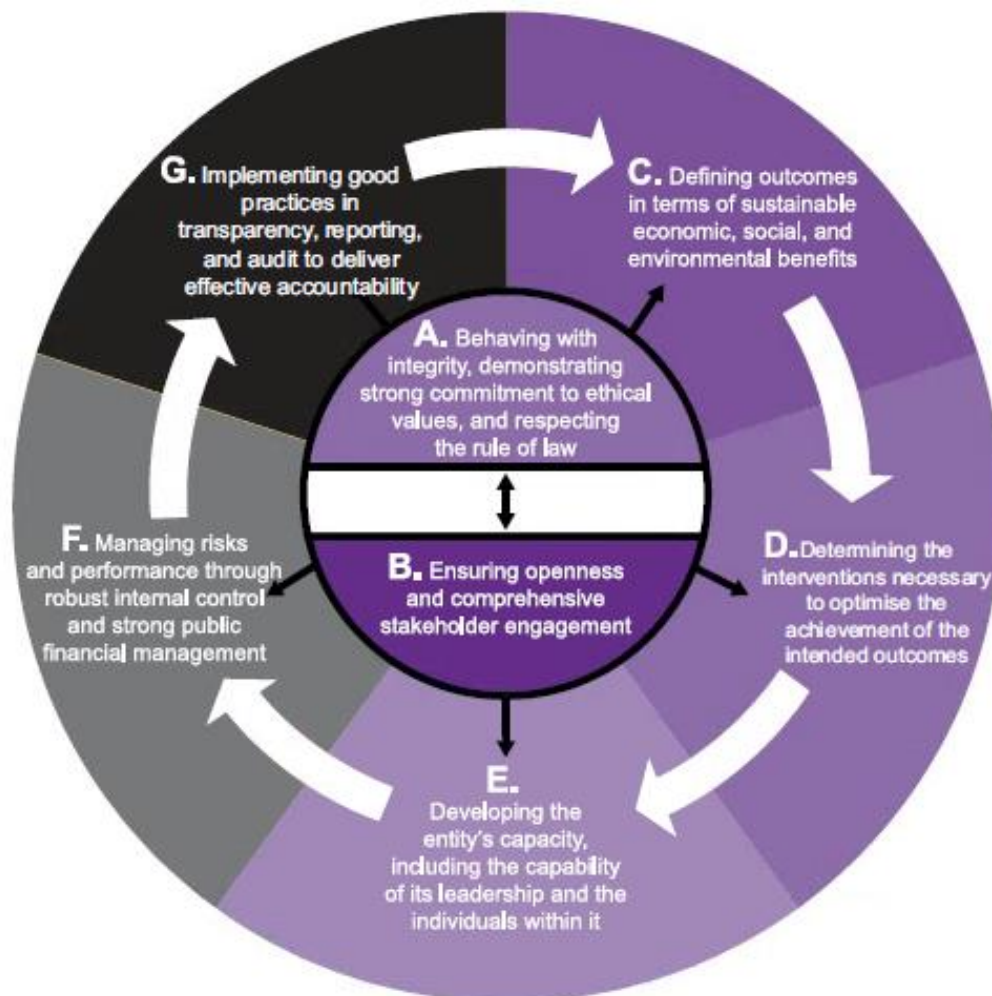 G. Implementing good
practices in
transparency, reporting,
and audit to deliver
effective accountability
C. Defining outcomes
in terms of sustainable
economic, social, and
environmental benefits
A. Behaving with
integrity, demonstrating
strong commitment to ethical
values, and respecting
the rule of law
B. Ensuring openness
and comprehensive
stakeholder engagement
D. Determining the
interventions necessary
to optimise the
achievement of the
intended outcomes
E.
Developing the
entity's capacity,
including the capability
of its leadership and the
individuals within it
F. Managing risks
and performance through
robust internal control
and strong public
financial management